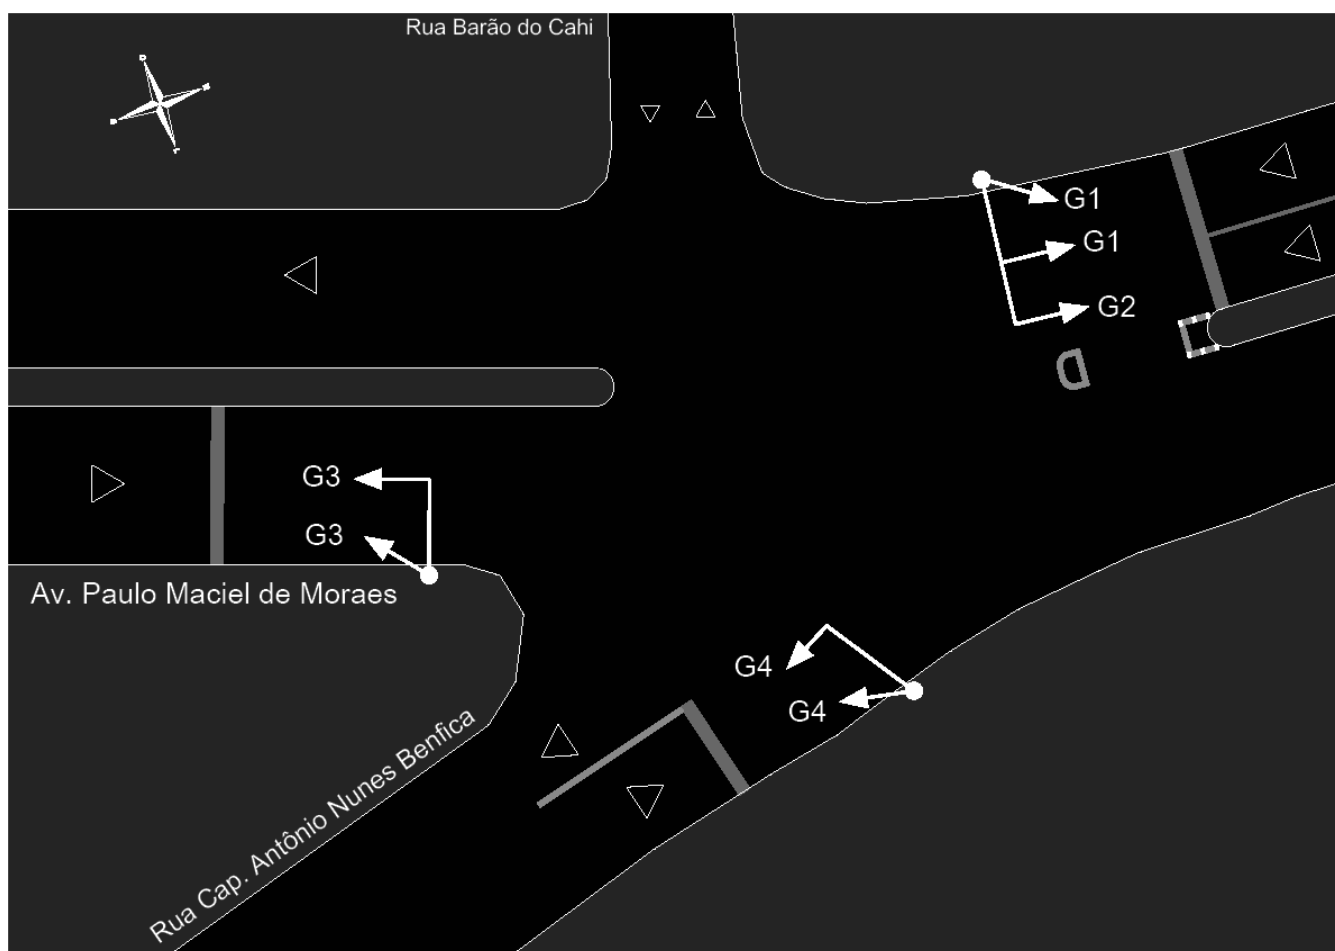 Rua Barão do Cahi
G1
G1
G2
D
G3
G3
Av. Paulo Maciel de Moraes
G4
G4
Rua Cap. Antônio Nunes Benfica